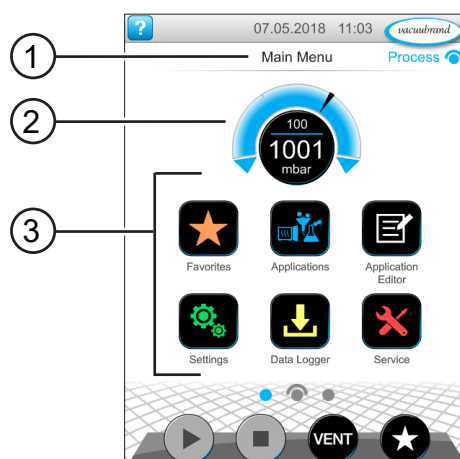 ? 07.05.2018 11:03 vacuubrand
1 Main Menu Process
2
100
1001
mbar
3
Favorites Applications Application
Editor
Settings Data Logger Service
VENT